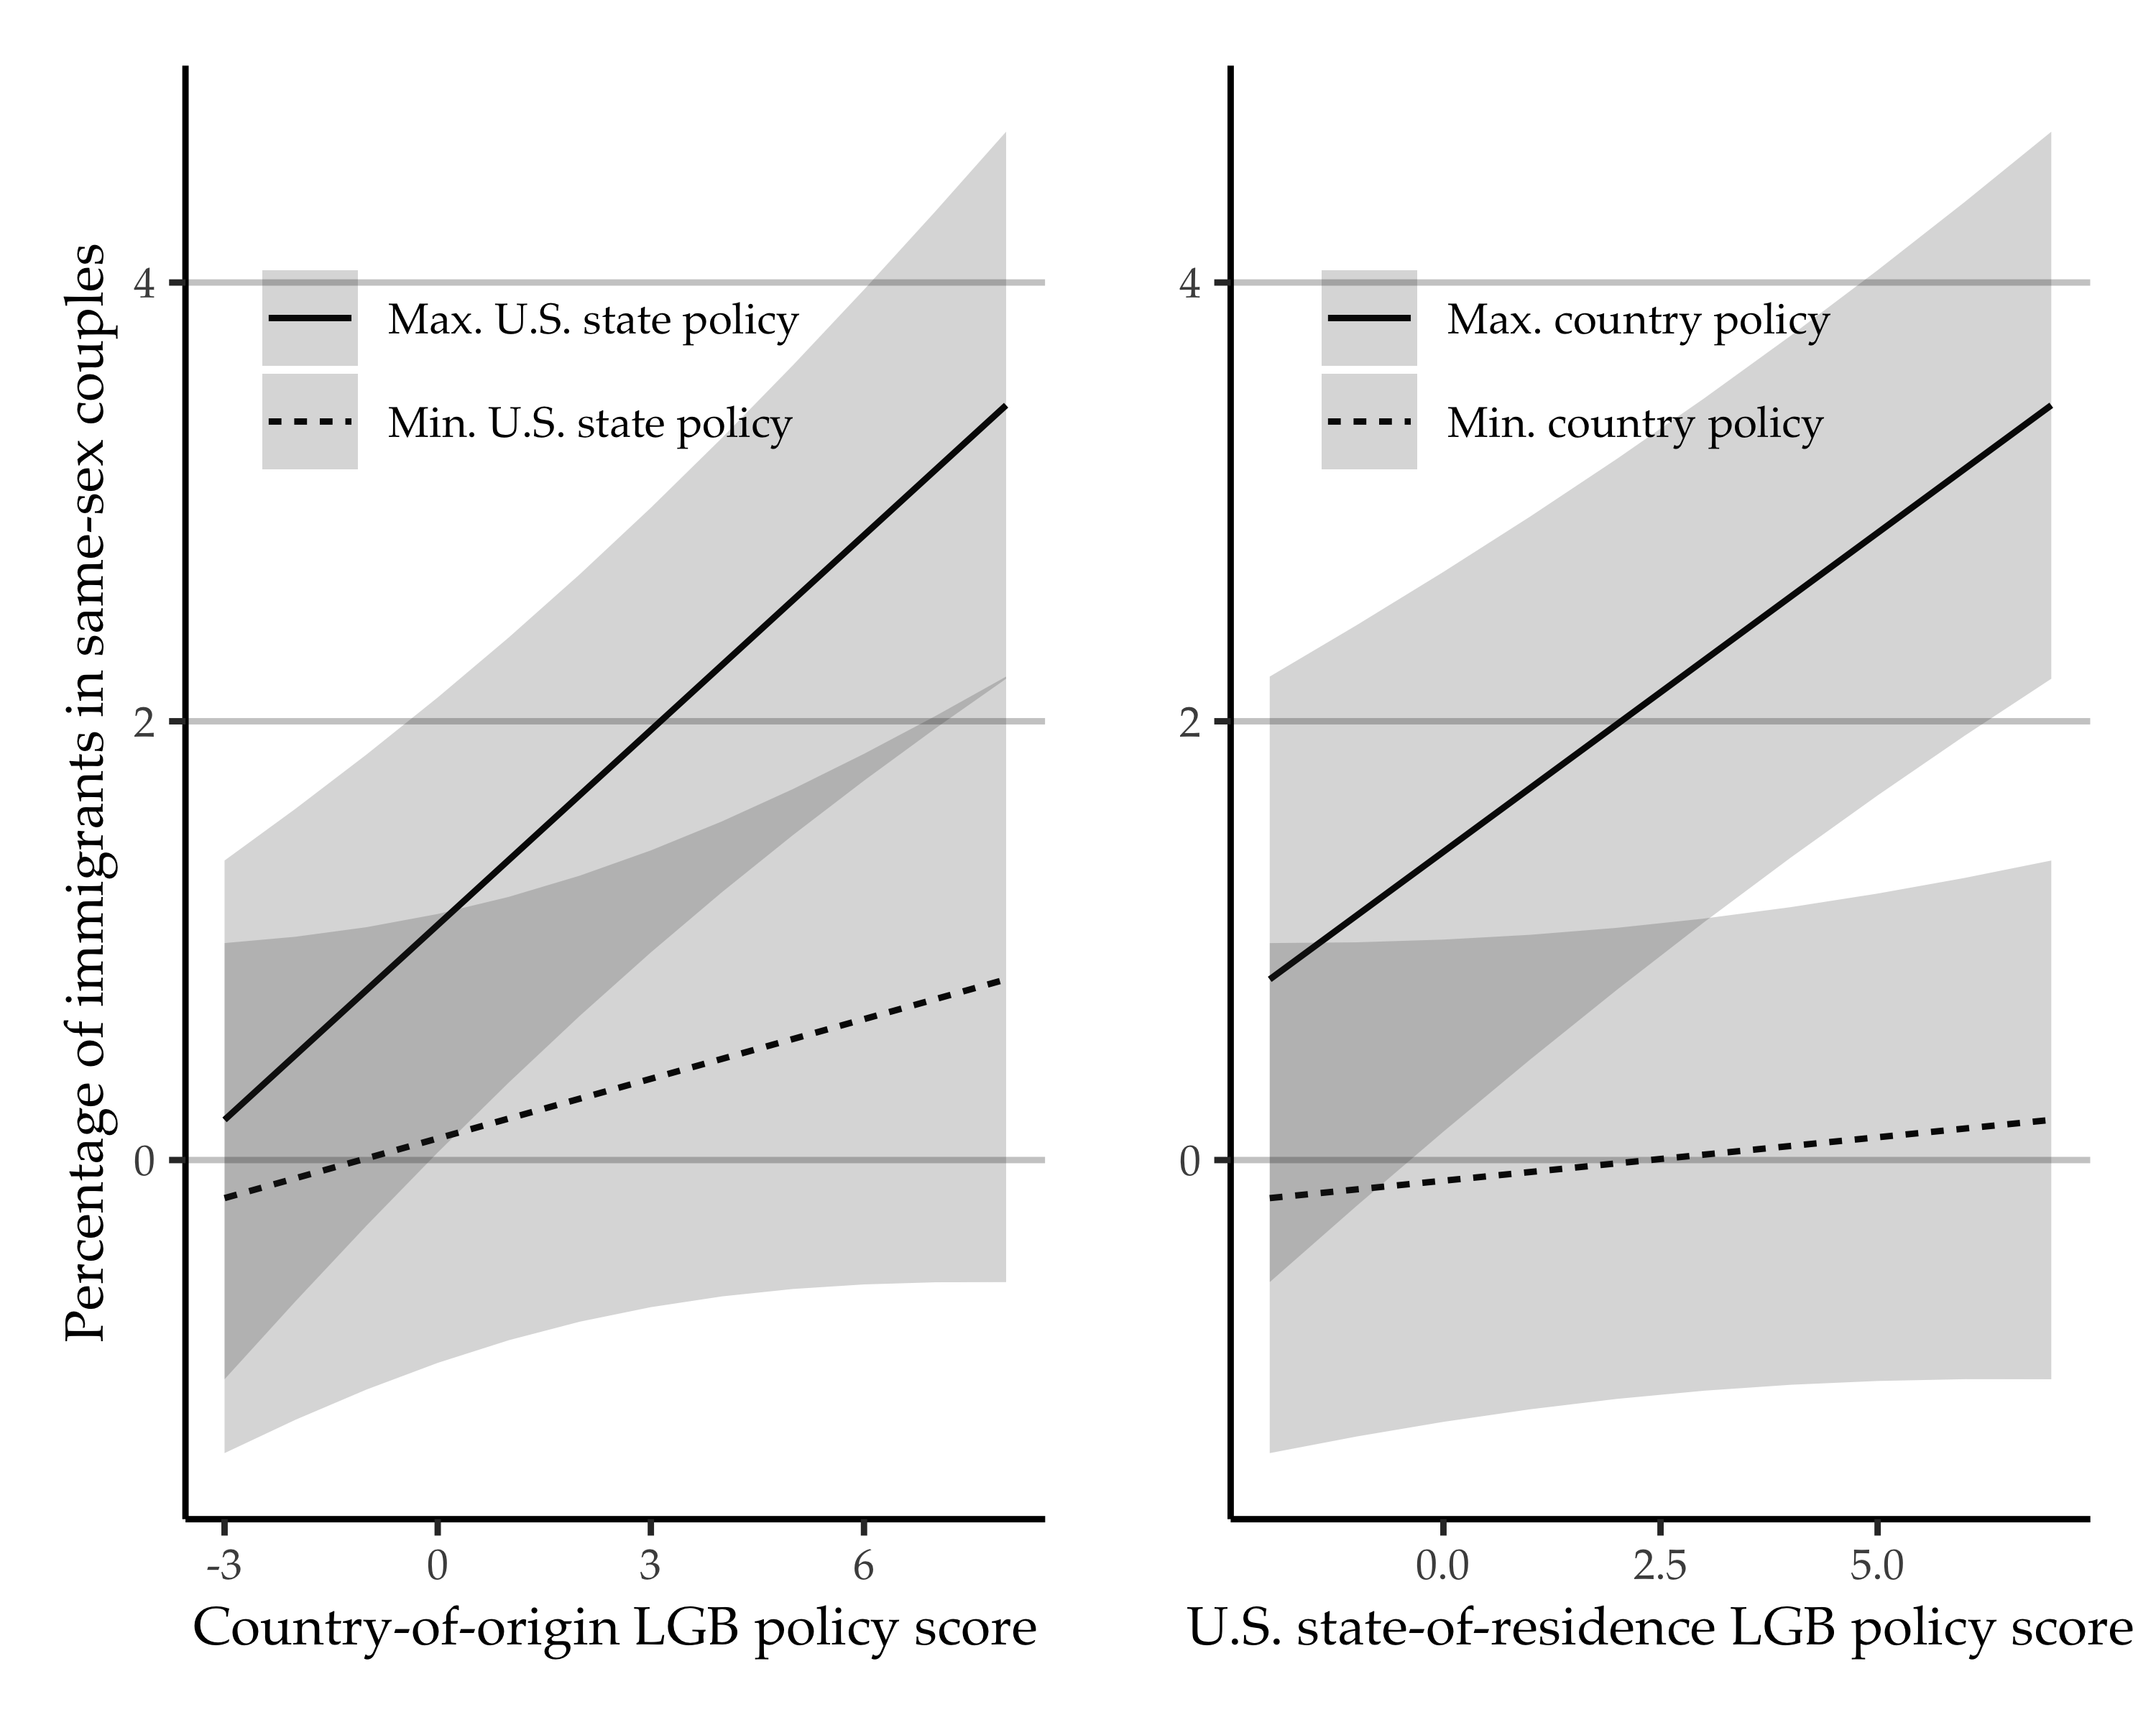 Percentage of immigrants in same-sex couples
4
2
0
Max. U.S. state policy
Min. U.S. state policy
-3 0 3 6
Country-of-origin LGB policy score
4
2
0
Max. country policy
Min. country policy
0.0 2.5 5.0
U.S. state-of-residence LGB policy score